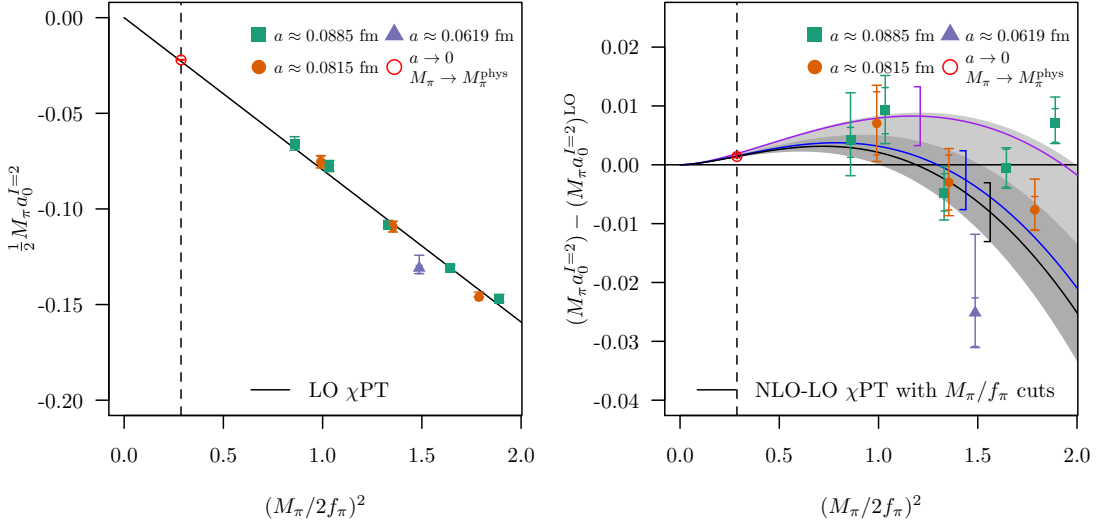 0.00
-0.05
-0.10
-0.15
-0.20
½M_π a_0^{I=2}
a ≈ 0.0885 fm
a ≈ 0.0619 fm
a ≈ 0.0815 fm
a → 0
M_π → M_π^{phys}
LO χPT
0.0 0.5 1.0 1.5 2.0
(M_π/2f_π)²
0.02
0.01
0.000
-0.01
-0.02
-0.03
-0.04
(M_π a_0^{I=2}) − (M_π a_0^{I=2})^{LO}
a ≈ 0.0885 fm
a ≈ 0.0619 fm
a ≈ 0.0815 fm
a → 0
M_π → M_π^{phys}
NLO-LO χPT with M_π/f_π cuts
0.0 0.5 1.0 1.5 2.0
(M_π/2f_π)²